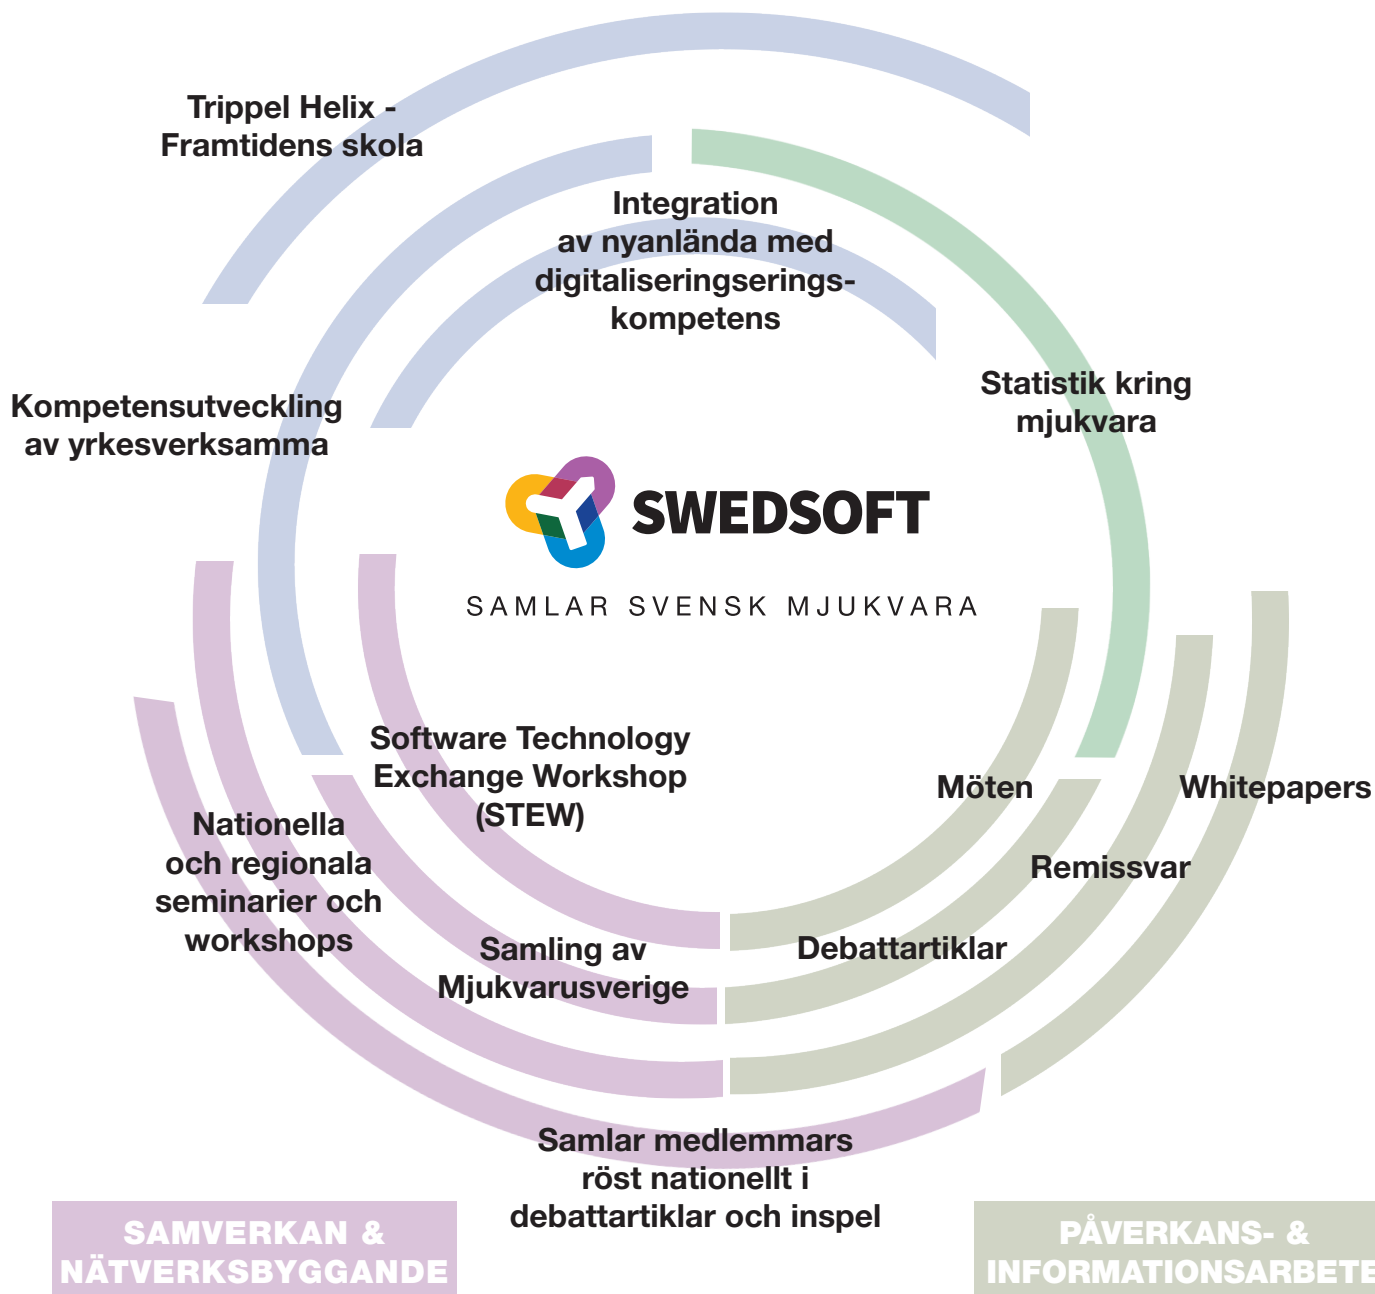 Trippel Helix -
Framtidens skola
Integration
av nyanlända med
digitaliseringserings-
kompetens
Statistik kring
mjukvara
Kompetensutveckling
av yrkesverksamma
SWEDSOFT
SAMLAR SVENSK MJUKVARA
Software Technology
Exchange Workshop
(STEW)
Möten
Whitepapers
Nationella
och regionala
seminarier och
workshops
Remissvar
Samling av
Mjukvarusverige
Debattartiklar
Samlar medlemmars
röst nationellt i
debattartiklar och inspel
SAMVERKAN &
NÄTVERKSBYGGANDE
PÅVERKANS- &
INFORMATIONSARBETE